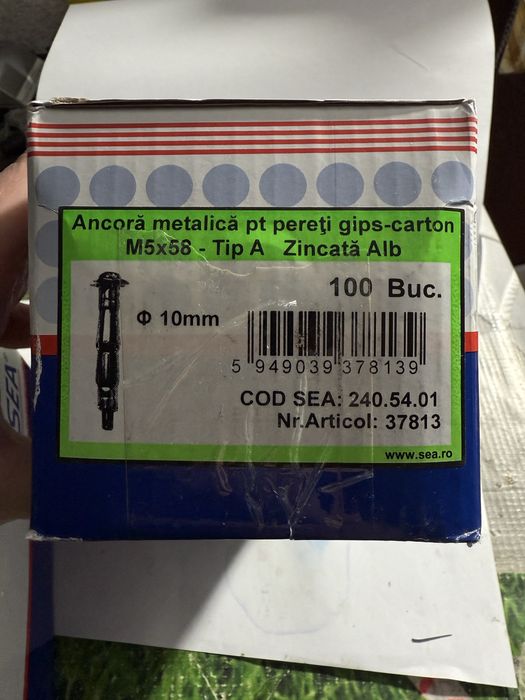 Ancoră metalică pt pereţi gips-carton
M5x58 - Tip A Zincată Alb
100 Buc.
Φ 10mm
5 949039 378139
COD SEA: 240.54.01
Nr.Articol: 37813
www.sea.ro
SEA